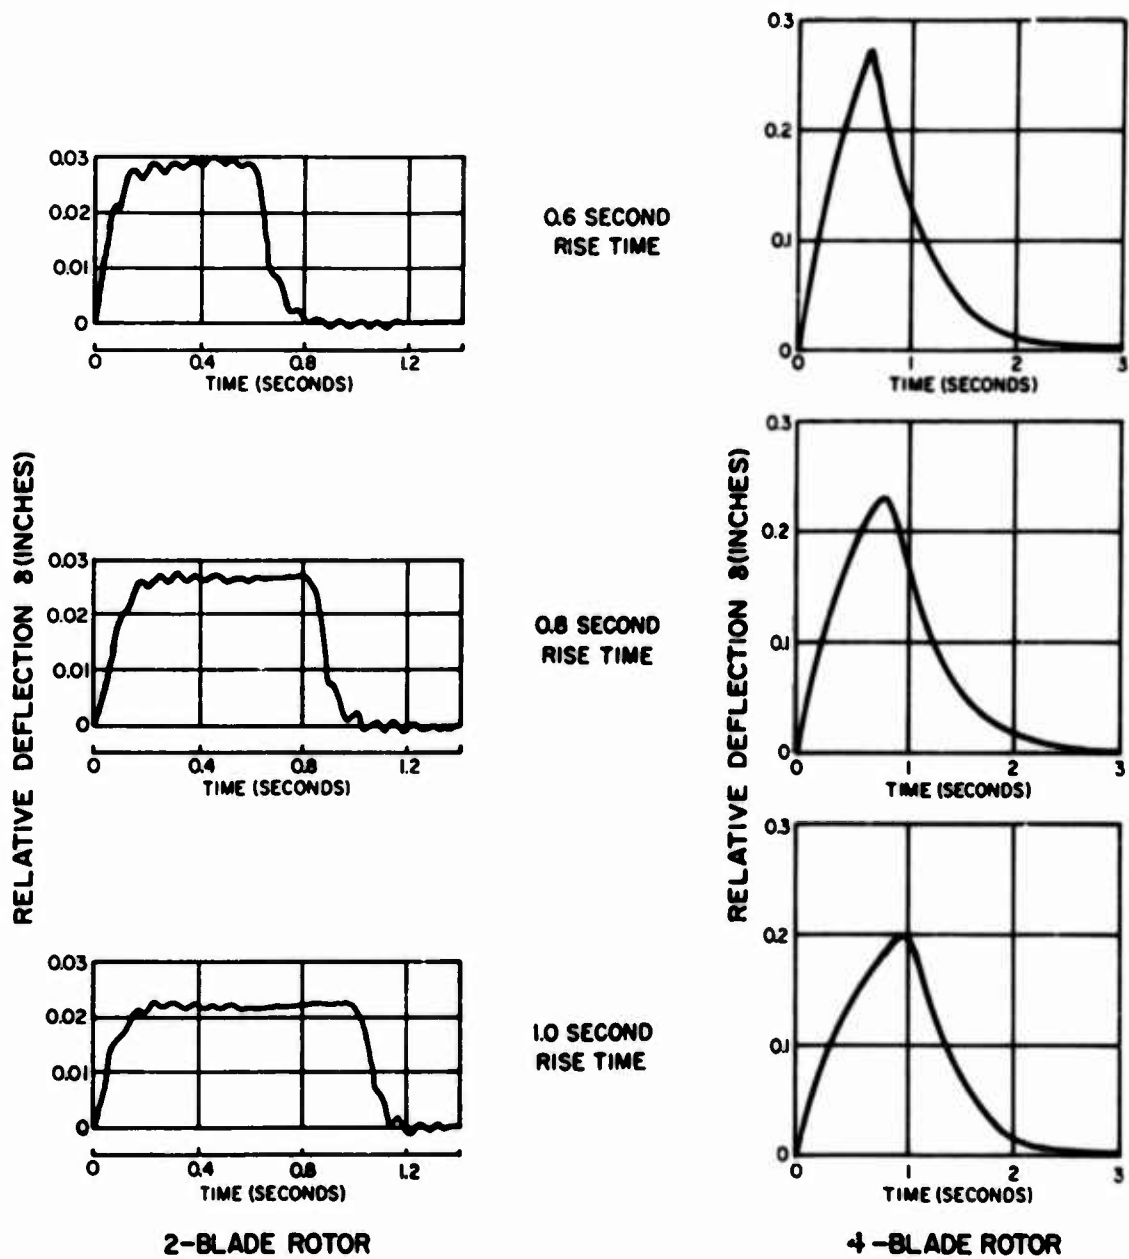 0.03
0.02
0.01
0
0 0.4 0.8 1.2
TIME (SECONDS)
0.6 SECOND
RISE TIME
0.3
0.2
0.1
0
0 1 2 3
TIME (SECONDS)
RELATIVE DEFLECTION δ(INCHES)
0.03
0.02
0.01
0
0 0.4 0.8 1.2
TIME (SECONDS)
0.8 SECOND
RISE TIME
RELATIVE DEFLECTION δ(INCHES)
0.3
0.2
0.1
0
0 1 2 3
TIME (SECONDS)
0.03
0.02
0.01
0
0 0.4 0.8 1.2
TIME (SECONDS)
1.0 SECOND
RISE TIME
0.3
0.2
0.1
0
0 1 2 3
TIME (SECONDS)
2-BLADE ROTOR
4-BLADE ROTOR